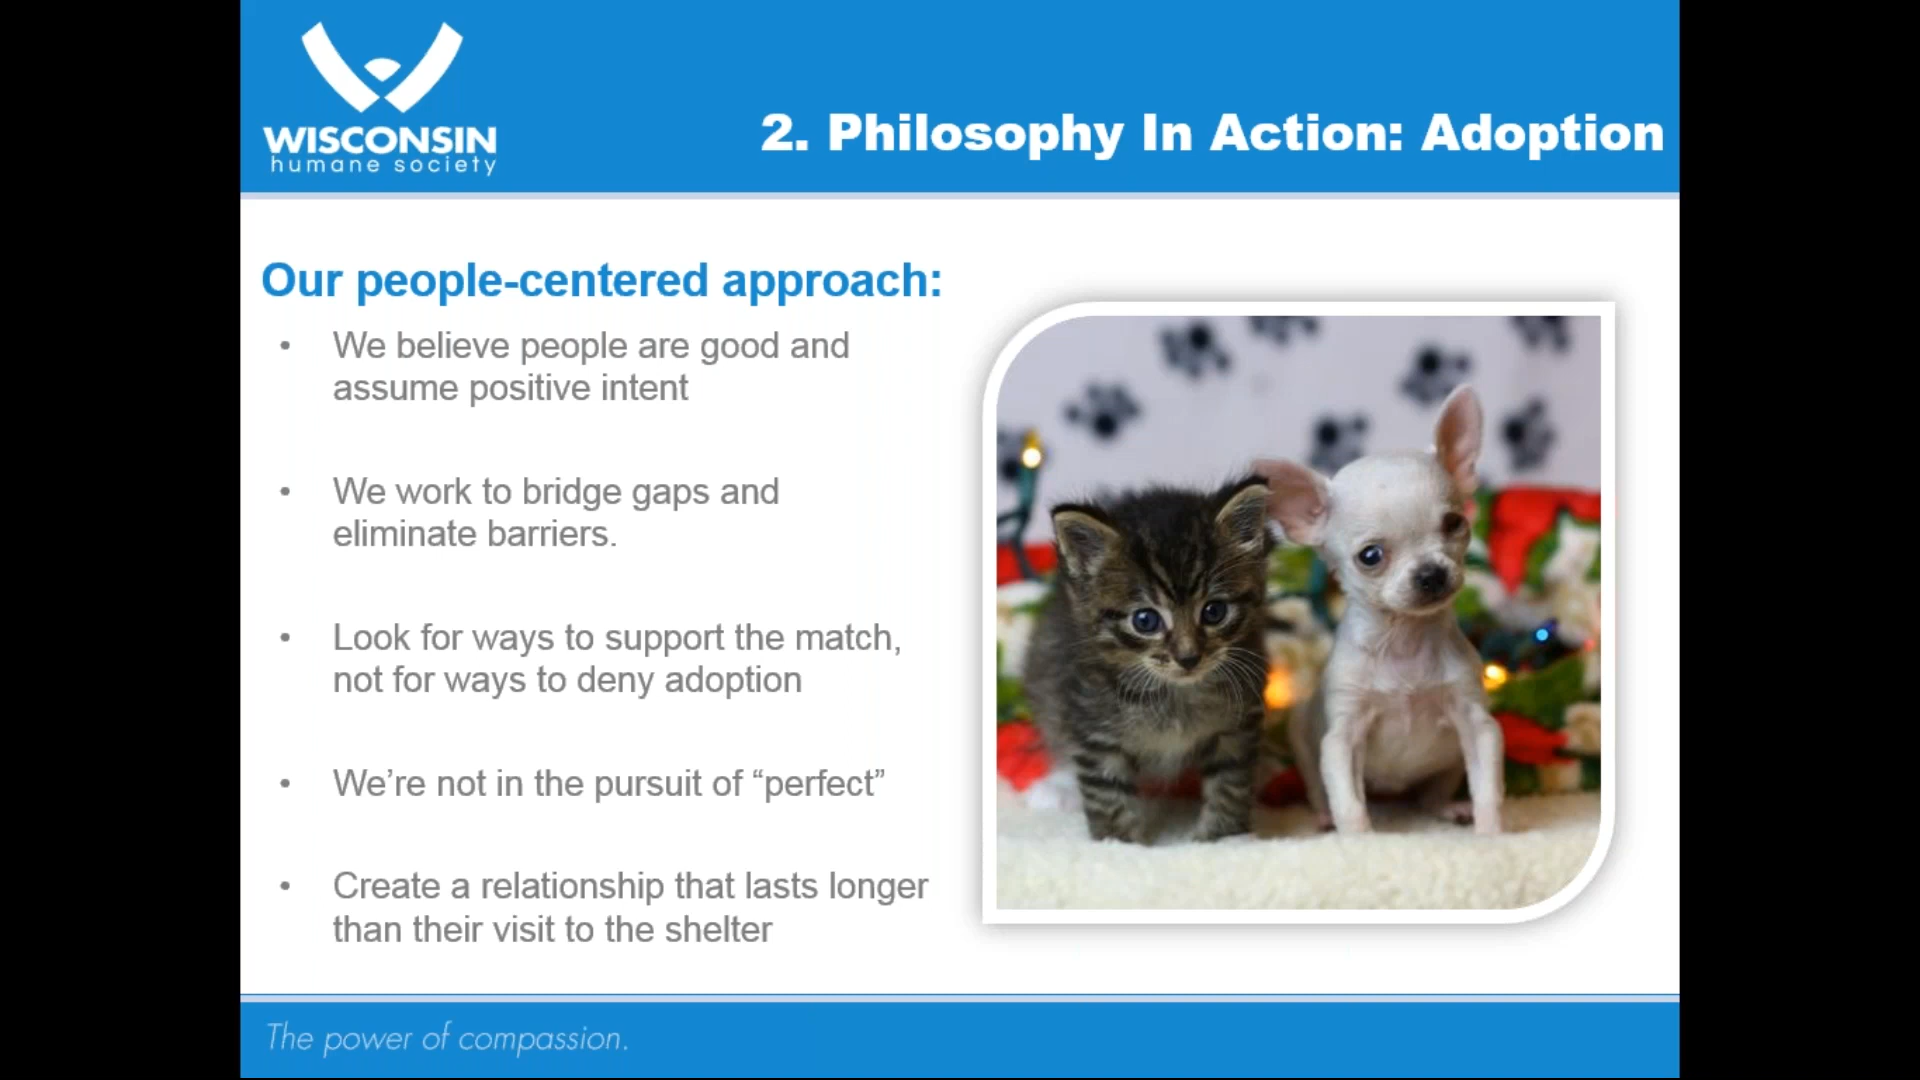 WISCONSIN
humane society
2. Philosophy In Action: Adoption
Our people-centered approach:
• We believe people are good and
assume positive intent
• We work to bridge gaps and
eliminate barriers.
• Look for ways to support the match,
not for ways to deny adoption
• We’re not in the pursuit of “perfect”
• Create a relationship that lasts longer
than their visit to the shelter
The power of compassion.